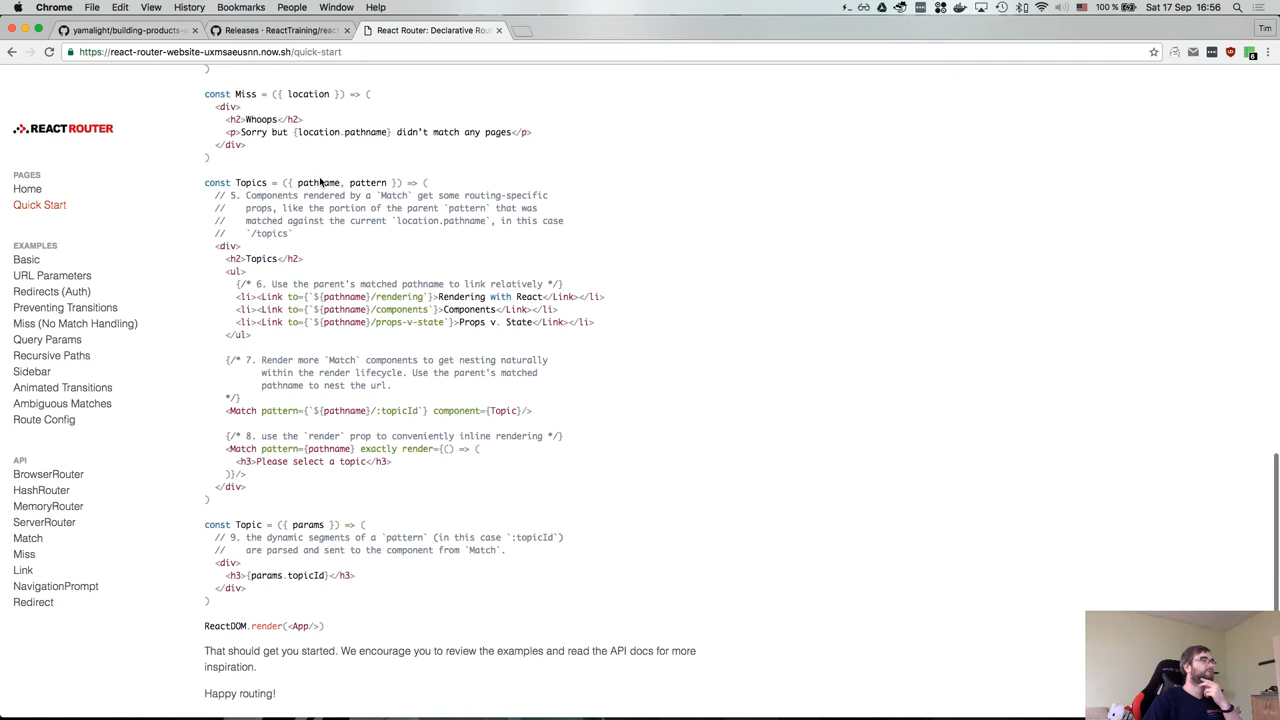 Chrome File Edit View History Bookmarks People Window Help 100 % Sat 17 Sep 16:56
yamalight/building-products-w
Releases · ReactTraining/reac
React Router: Declarative Rou
Tim
https://react-router-website-uxmsaeusnn.now.sh/quick-start
6
REACTROUTER
PAGES
Home
Quick Start
EXAMPLES
Basic
URL Parameters
Redirects (Auth)
Preventing Transitions
Miss (No Match Handling)
Query Params
Recursive Paths
Sidebar
Animated Transitions
Ambiguous Matches
Route Config
API
BrowserRouter
HashRouter
MemoryRouter
ServerRouter
Match
Miss
Link
NavigationPrompt
Redirect
)
const Miss = ({ location }) => (
<div>
<h2>Whoops</h2>
<p>Sorry but {location.pathname} didn't match any pages</p>
</div>
)
const Topics = ({ pathname, pattern }) => (
// 5. Components rendered by a `Match` get some routing-specific
// props, like the portion of the parent `pattern` that was
// matched against the current `location.pathname`, in this case
// `/topics`
<div>
<h2>Topics</h2>
<ul>
{/* 6. Use the parent's matched pathname to link relatively */}
<li><Link to={`${pathname}/rendering`}>Rendering with React</Link></li>
<li><Link to={`${pathname}/components`}>Components</Link></li>
<li><Link to={`${pathname}/props-v-state`}>Props v. State</Link></li>
</ul>
{/* 7. Render more `Match` components to get nesting naturally
within the render lifecycle. Use the parent's matched
pathname to nest the url.
*/}
<Match pattern={`${pathname}/:topicId`} component={Topic}/>
{/* 8. use the `render` prop to conveniently inline rendering */}
<Match pattern={pathname} exactly render={() => (
<h3>Please select a topic</h3>
)}/>
</div>
)
const Topic = ({ params }) => (
// 9. the dynamic segments of a `pattern` (in this case `:topicId`)
// are parsed and sent to the component from `Match`.
<div>
<h3>{params.topicId}</h3>
</div>
)
ReactDOM.render(<App/>)
That should get you started. We encourage you to review the examples and read the API docs for more
inspiration.
Happy routing!